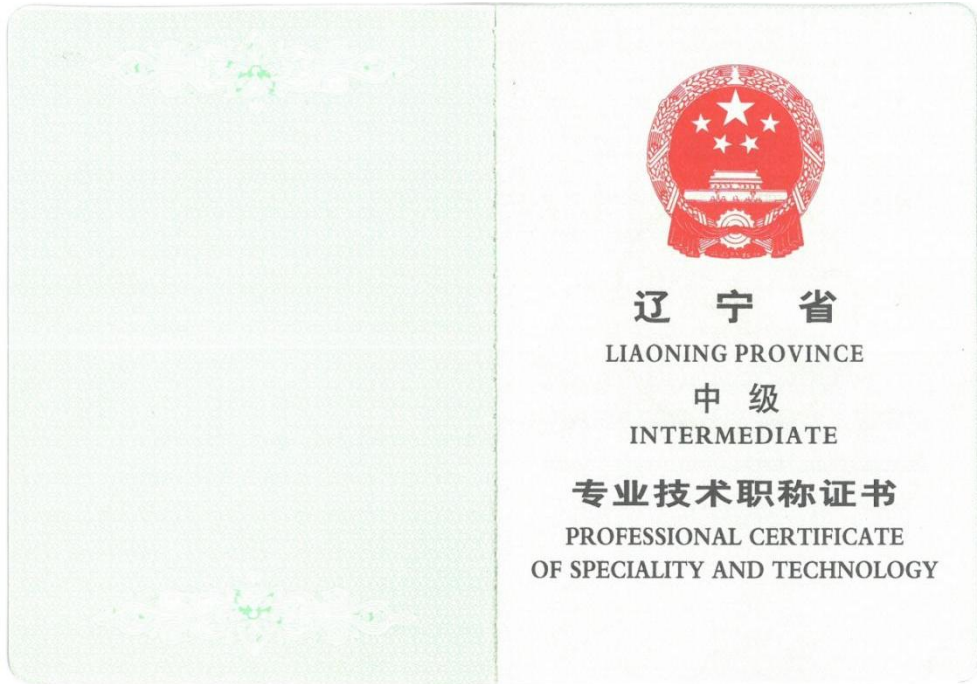 辽宁省
LIAONING PROVINCE
中级
INTERMEDIATE
专业技术职称证书
PROFESSIONAL CERTIFICATE
OF SPECIALITY AND TECHNOLOGY